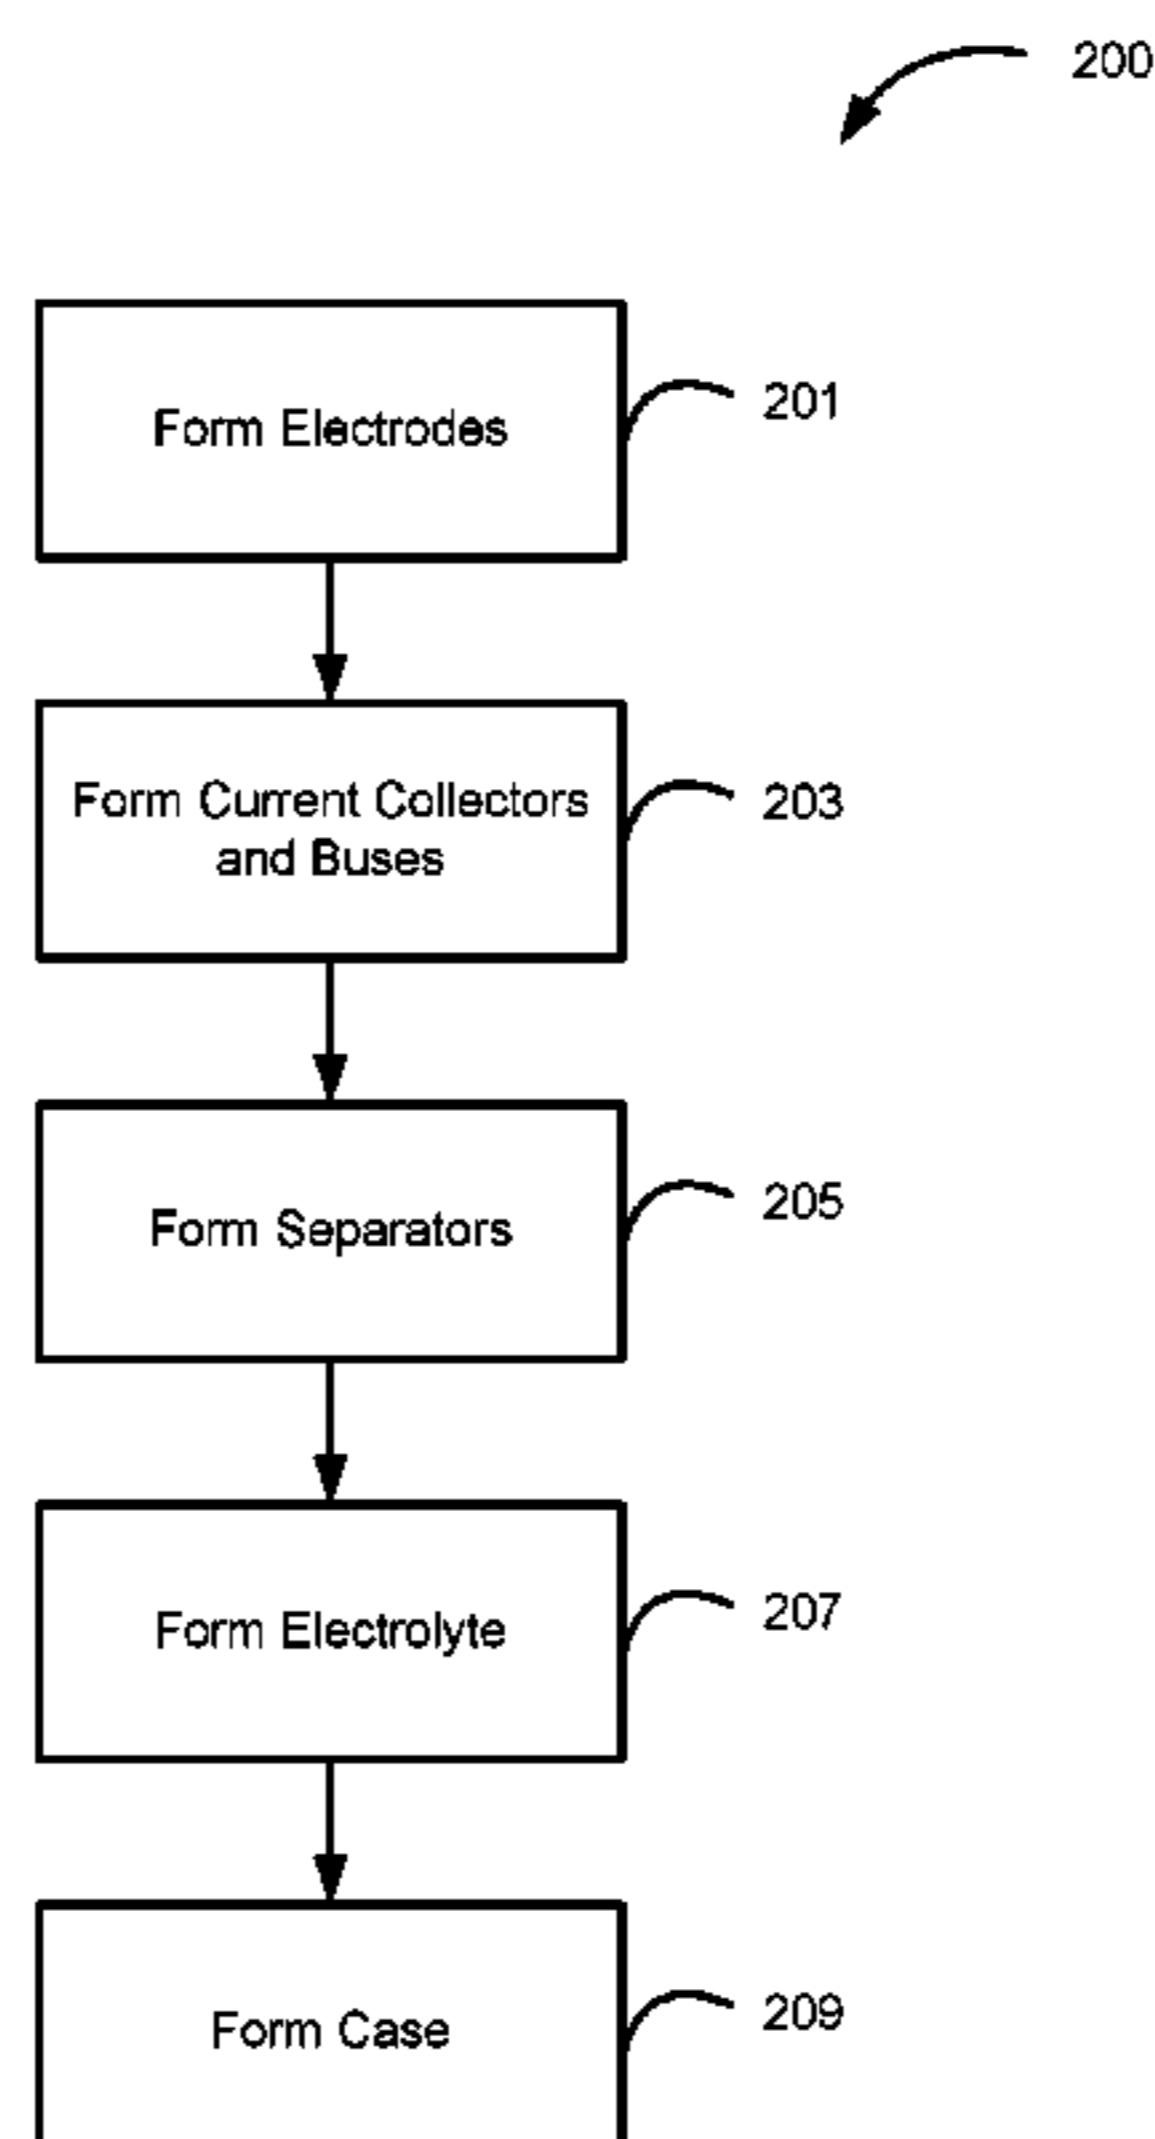 200
Form Electrodes
201
Form Current Collectors
and Buses
203
Form Separators
205
Form Electrolyte
207
Form Case
209